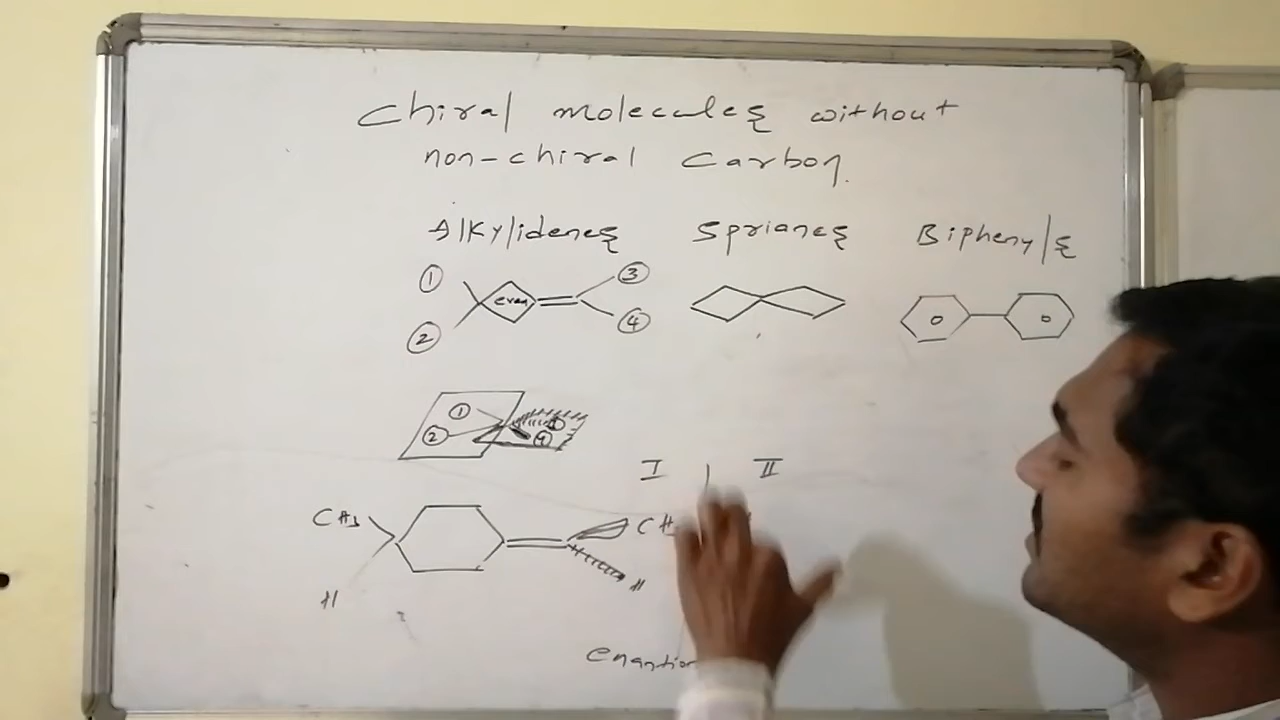 Chiral molecules without
non-chiral Carbon.
Alkylidenes Sprianes Biphenyls
1 3
even
2 4
1
2 4
I II
CH3 CH
H H
enantio